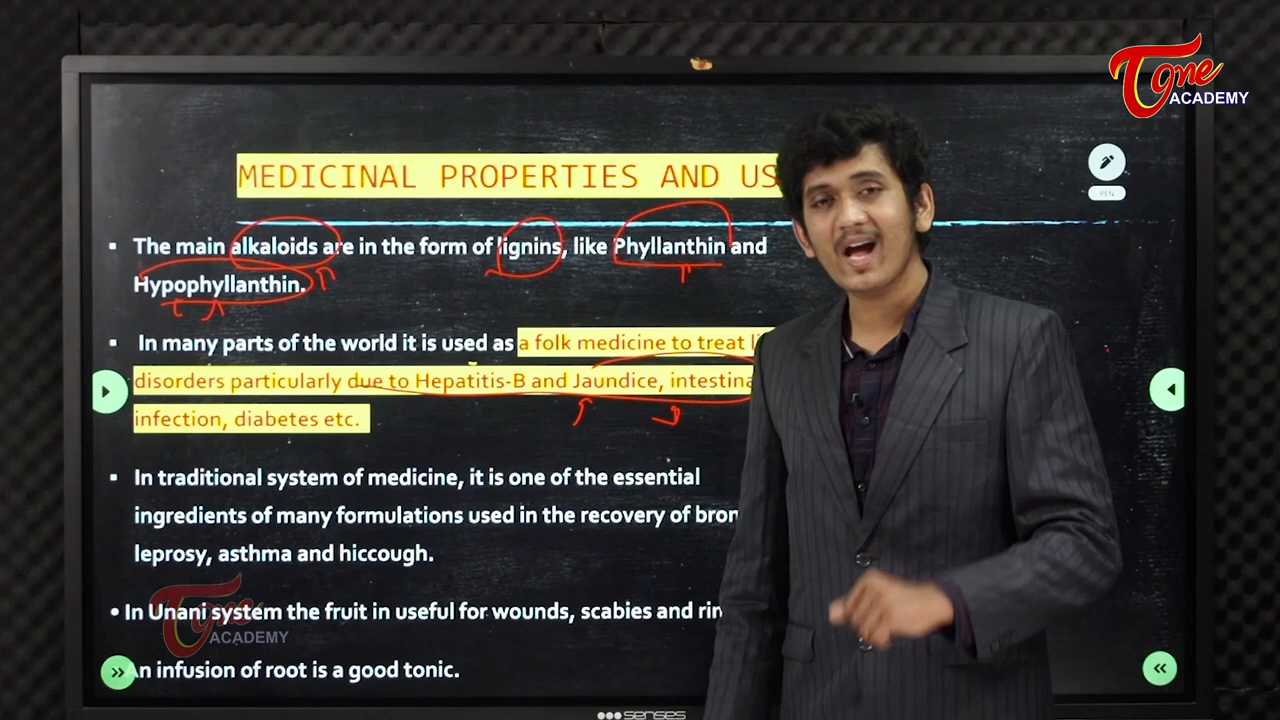 Tone
ACADEMY
PEN
MEDICINAL PROPERTIES AND
▪ The main alkaloids are in the form of lignins, like Phyllanthin and
Hypophyllanthin.
▪ In many parts of the world it is used as a folk medicine to treat
disorders particularly due to Hepatitis-B and Jaundice,
infection, diabetes etc.
▪ In traditional system of medicine, it is one of the essential
ingredients of many formulations used in the recovery of
leprosy, asthma and hiccough.
• In Unani system the fruit in useful for wounds, scabies and
An infusion of root is a good tonic.
Tone
ACADEMY
senses